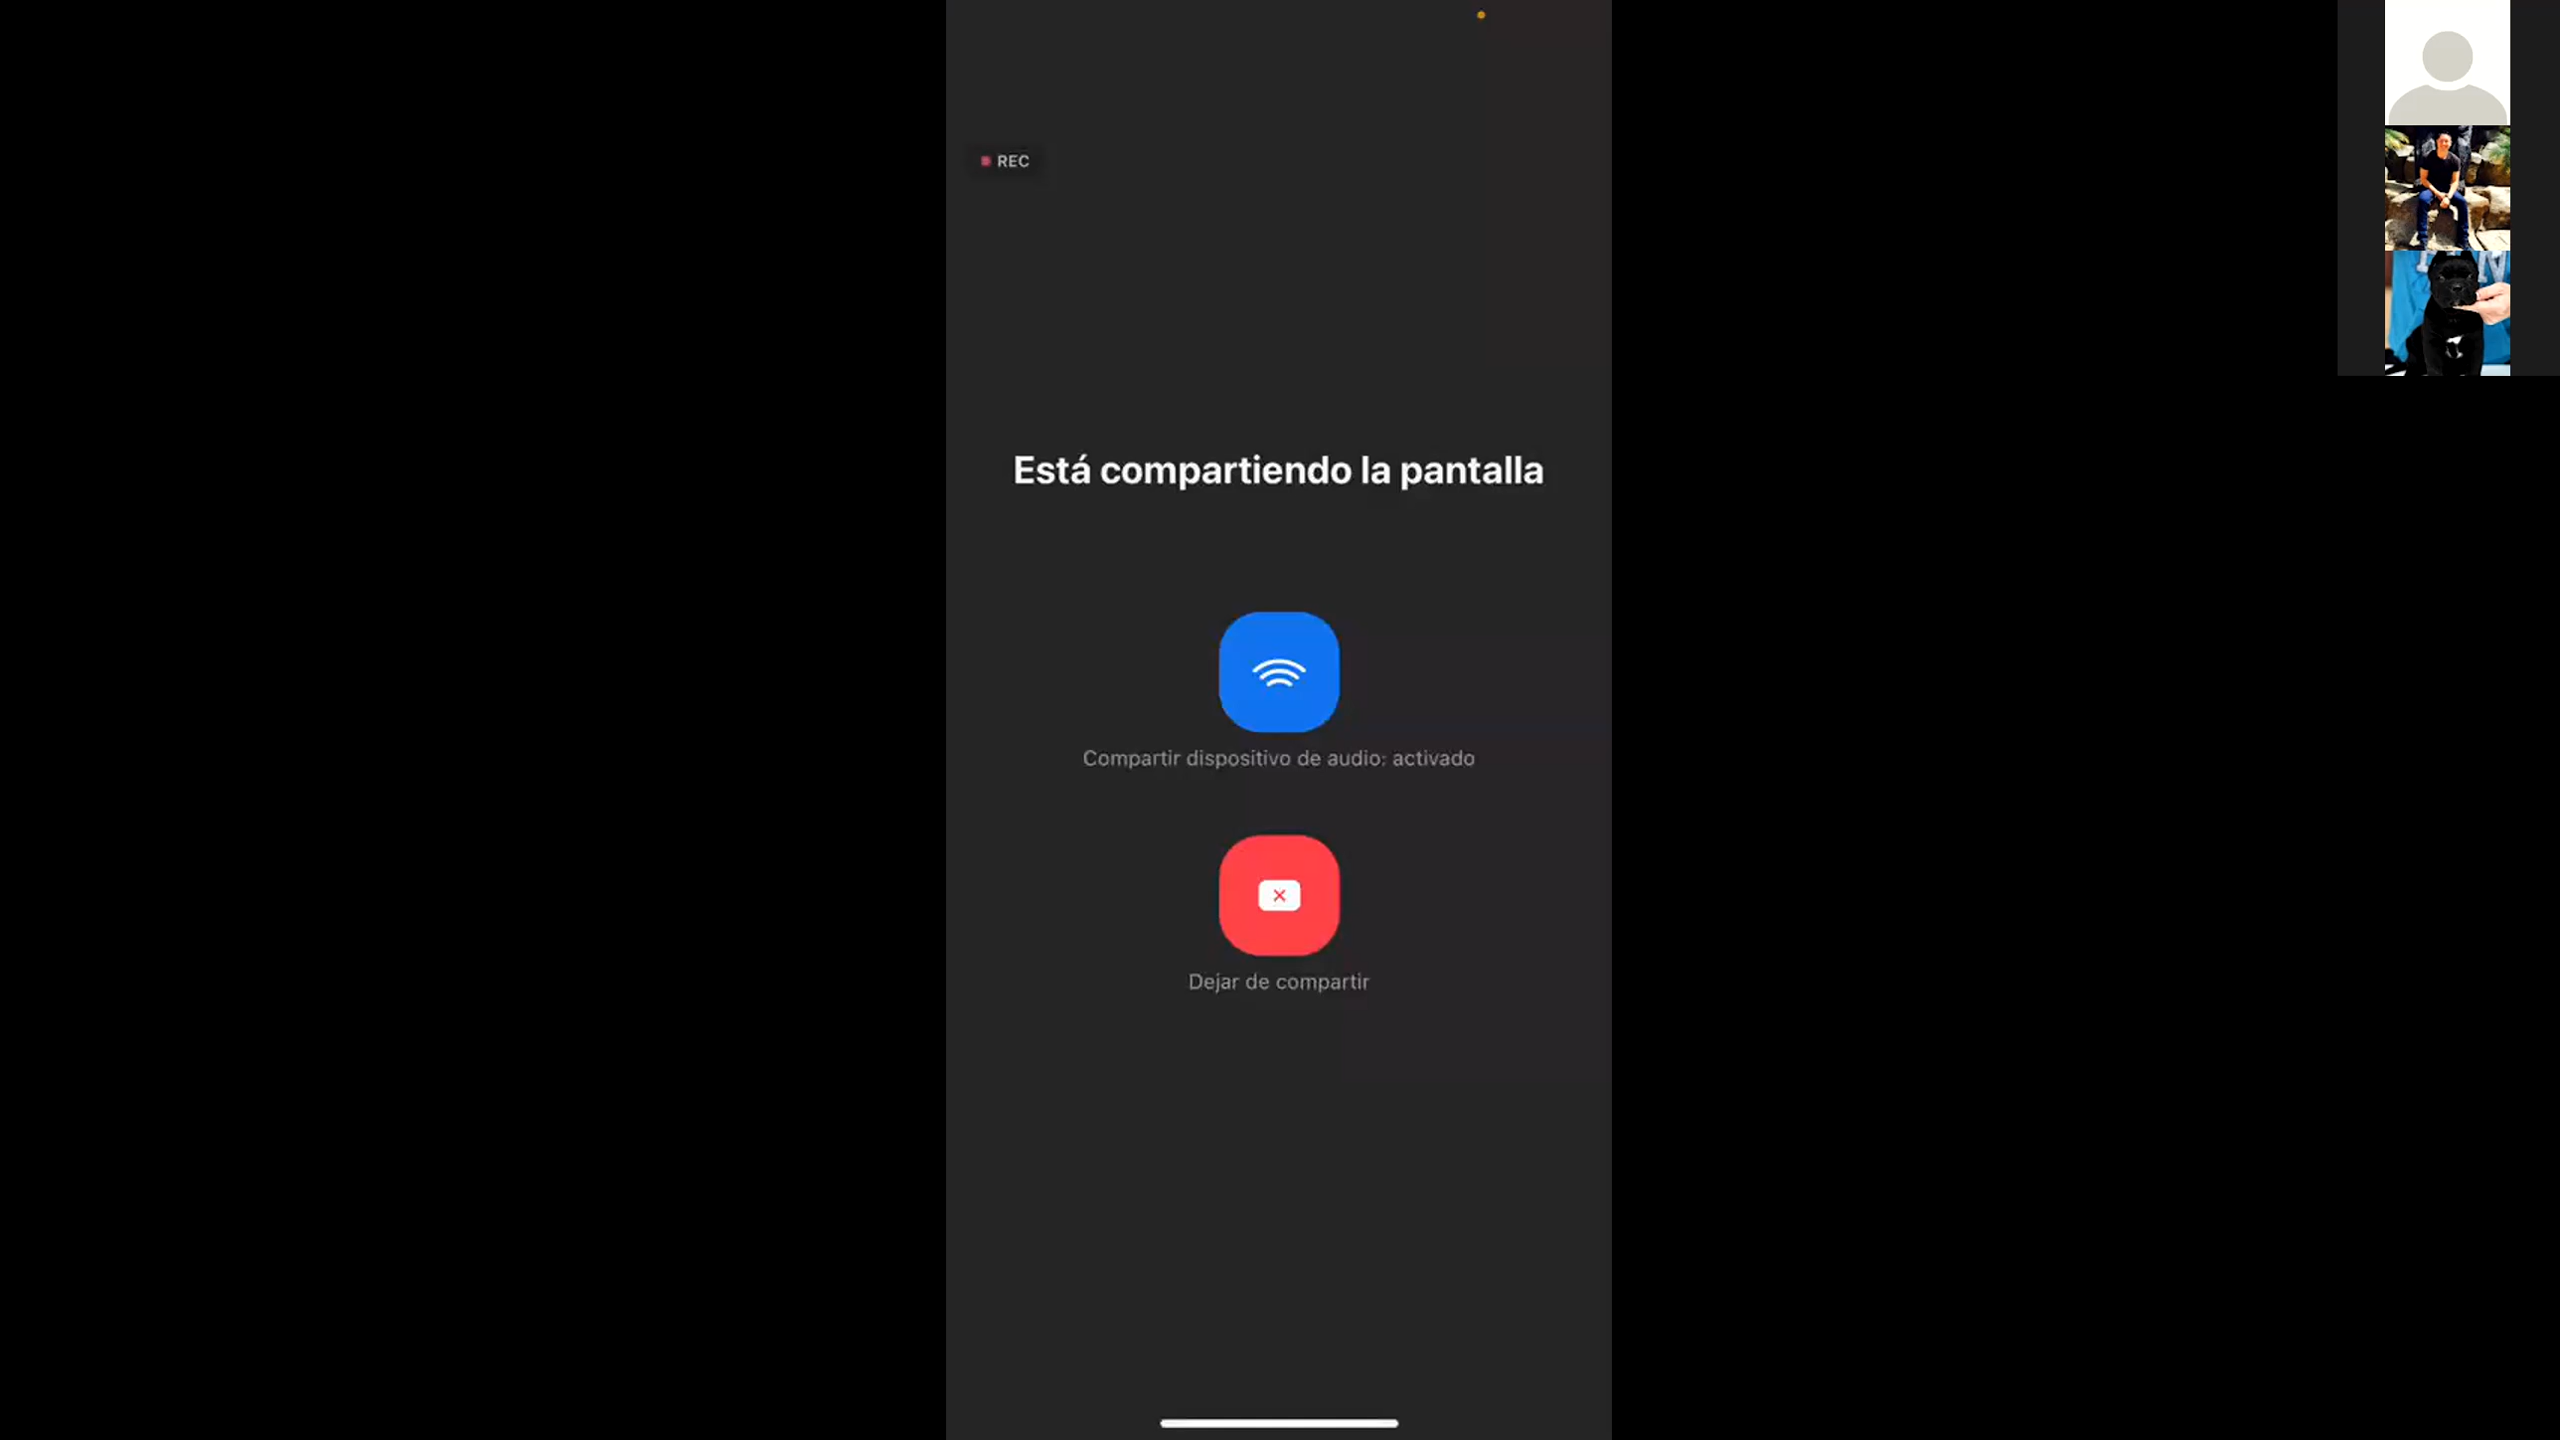 REC
Está compartiendo la pantalla
Compartir dispositivo de audio: activado
Dejar de compartir